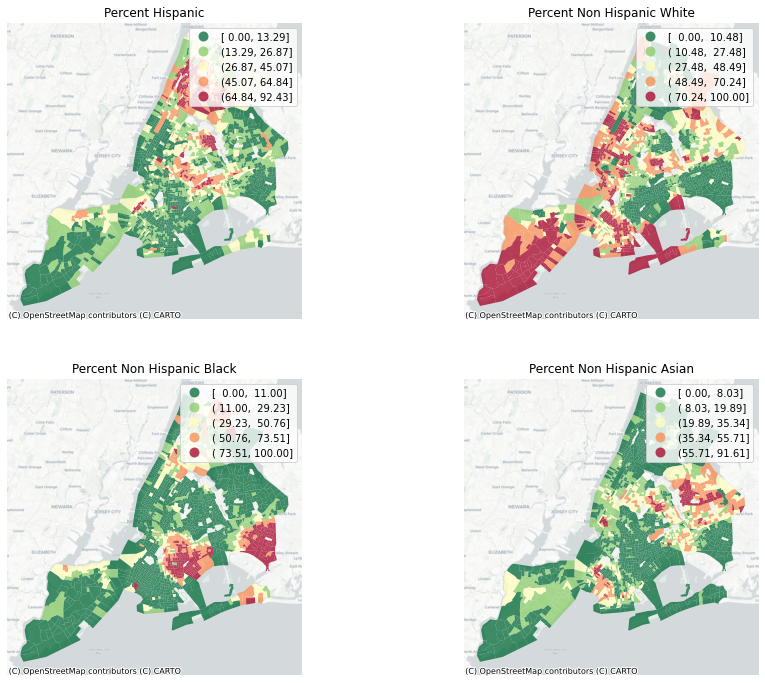 Percent Hispanic
[ 0.00, 13.29]
(13.29, 26.87]
(26.87, 45.07]
(45.07, 64.84]
(64.84, 92.43]
PATERSON
NEWARK
JERSEY CITY
ELIZABETH
(C) OpenStreetMap contributors (C) CARTO
Percent Non Hispanic White
[  0.00,  10.48]
( 10.48,  27.48]
( 27.48,  48.49]
( 48.49,  70.24]
( 70.24, 100.00]
PATERSON
NEWARK
JERSEY CITY
ELIZABETH
(C) OpenStreetMap contributors (C) CARTO
Percent Non Hispanic Black
[  0.00,  11.00]
( 11.00,  29.23]
( 29.23,  50.76]
( 50.76,  73.51]
( 73.51, 100.00]
PATERSON
NEWARK
JERSEY CITY
ELIZABETH
(C) OpenStreetMap contributors (C) CARTO
Percent Non Hispanic Asian
[ 0.00,  8.03]
( 8.03, 19.89]
(19.89, 35.34]
(35.34, 55.71]
(55.71, 91.61]
PATERSON
NEWARK
JERSEY CITY
ELIZABETH
(C) OpenStreetMap contributors (C) CARTO